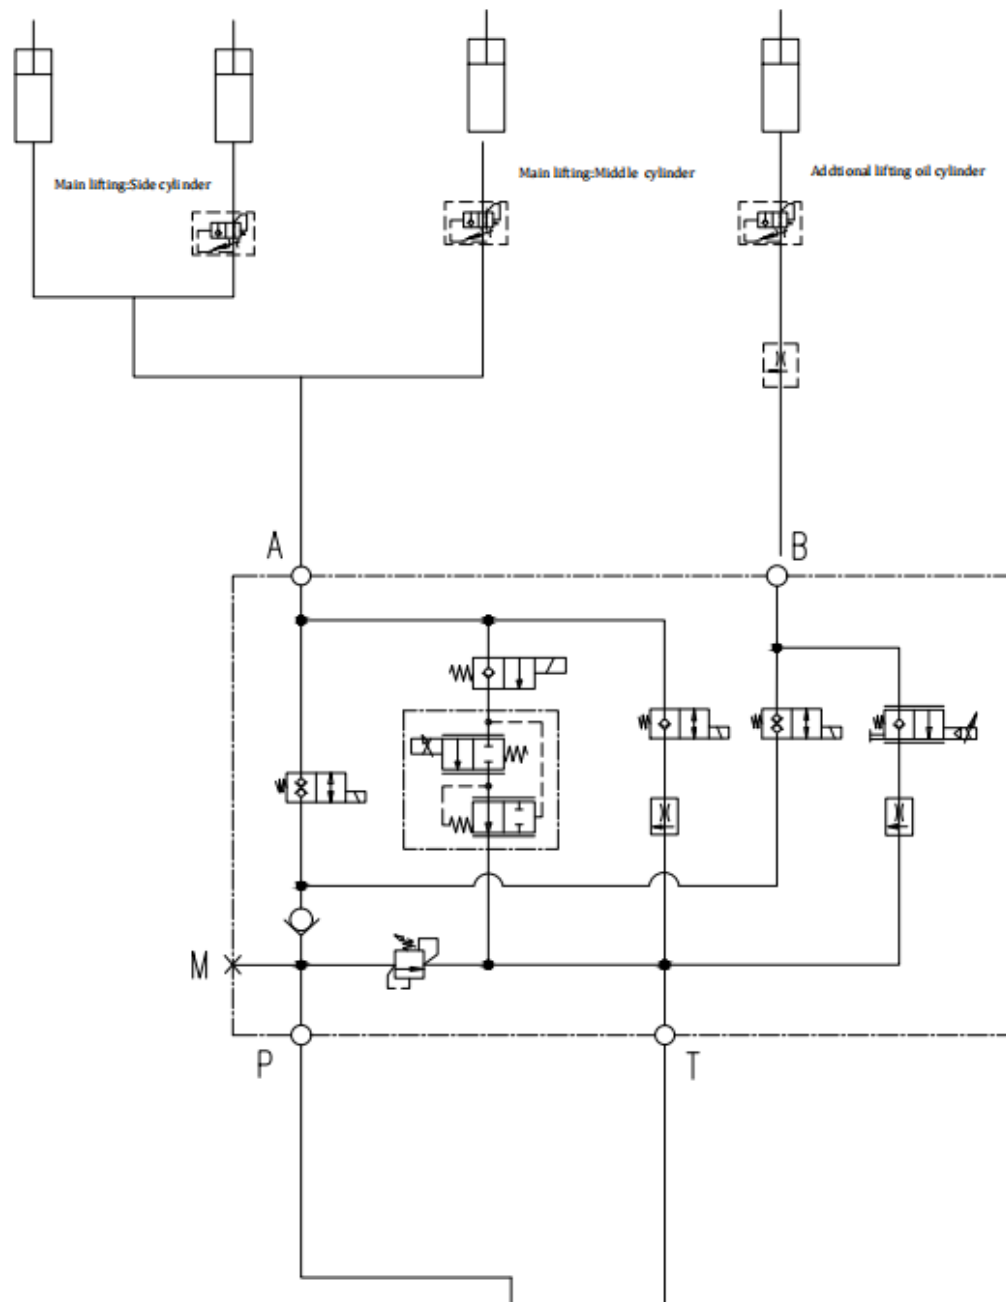 Main lifting:Side cylinder
Main lifting:Middle cylinder
Addtional lifting oil cylinder
A
B
M
P
T